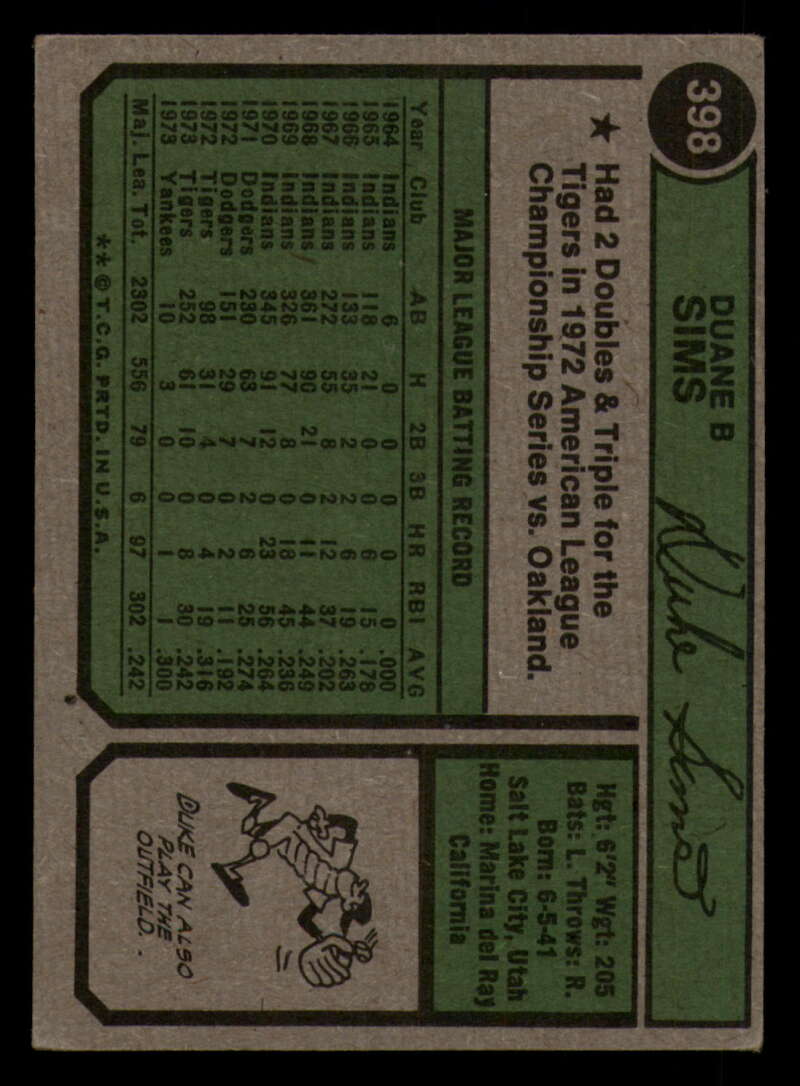 398
DUANE B
SIMS
Duke Sims
★ Had 2 Doubles & Triple for the
Tigers in 1972 American League
Championship Series vs. Oakland.
MAJOR LEAGUE BATTING RECORD
Year Club AB H 2B 3B HR RBI AVG
1964 Indians 6 0 0 0 0 0 .000
1965 Indians 118 21 0 0 6 15 .178
1966 Indians 133 35 2 2 6 19 .263
1967 Indians 272 55 8 2 12 37 .202
1968 Indians 361 90 21 0 11 44 .249
1969 Indians 326 77 8 0 18 45 .236
1970 Indians 345 91 12 0 23 56 .264
1971 Dodgers 230 63 7 2 6 25 .274
1972 Dodgers 151 29 7 0 2 11 .192
1972 Tigers 98 31 4 0 4 19 .316
1973 Tigers 252 61 10 0 8 30 .242
1973 Yankees 10 3 0 0 1 1 .300
Maj. Lea. Tot. 2302 556 79 6 97 302 .242
**©T.C.G. PRTD. IN U.S.A.
Hgt: 6'2" Wgt: 205
Bats: L. Throws: R.
Born: 6-5-41
Salt Lake City, Utah
Home: Marina del Ray
California
DUKE CAN ALSO
PLAY THE
OUTFIELD.